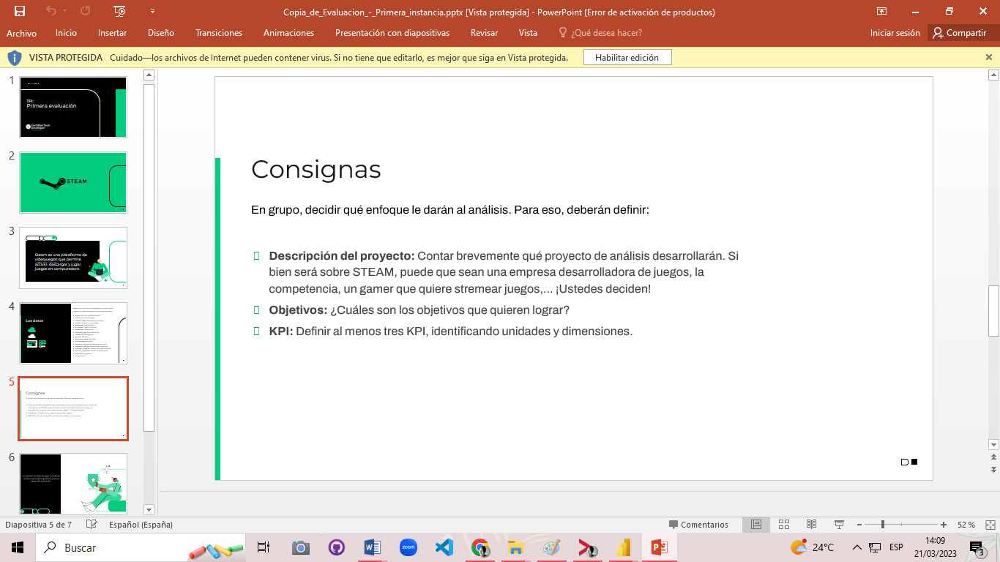 Copia_de_Evaluacion_-_Primera_instancia.pptx [Vista protegida] - PowerPoint (Error de activación de productos)
Archivo Inicio Insertar Diseño Transiciones Animaciones Presentación con diapositivas Revisar Vista ¿Qué desea hacer? Iniciar sesión Compartir
VISTA PROTEGIDA Cuidado—los archivos de Internet pueden contener virus. Si no tiene que editarlo, es mejor que siga en Vista protegida. Habilitar edición
1
TPI:
Primera evaluación
Certified Tech
Developer
2
STEAM
3
Steam es una plataforma de
videojuegos que permite
activar, descargar y jugar
juegos en computadora.
4
Los datos
5
Consignas
6
Consignas
En grupo, decidir qué enfoque le darán al análisis. Para eso, deberán definir:
Descripción del proyecto: Contar brevemente qué proyecto de análisis desarrollarán. Si
bien será sobre STEAM, puede que sean una empresa desarrolladora de juegos, la
competencia, un gamer que quiere stremear juegos,... ¡Ustedes deciden!
Objetivos: ¿Cuáles son los objetivos que quieren lograr?
KPI: Definir al menos tres KPI, identificando unidades y dimensiones.
Diapositiva 5 de 7 Español (España) Comentarios 52 %
Buscar
zoom
24°C
ESP
14:09
21/03/2023
3